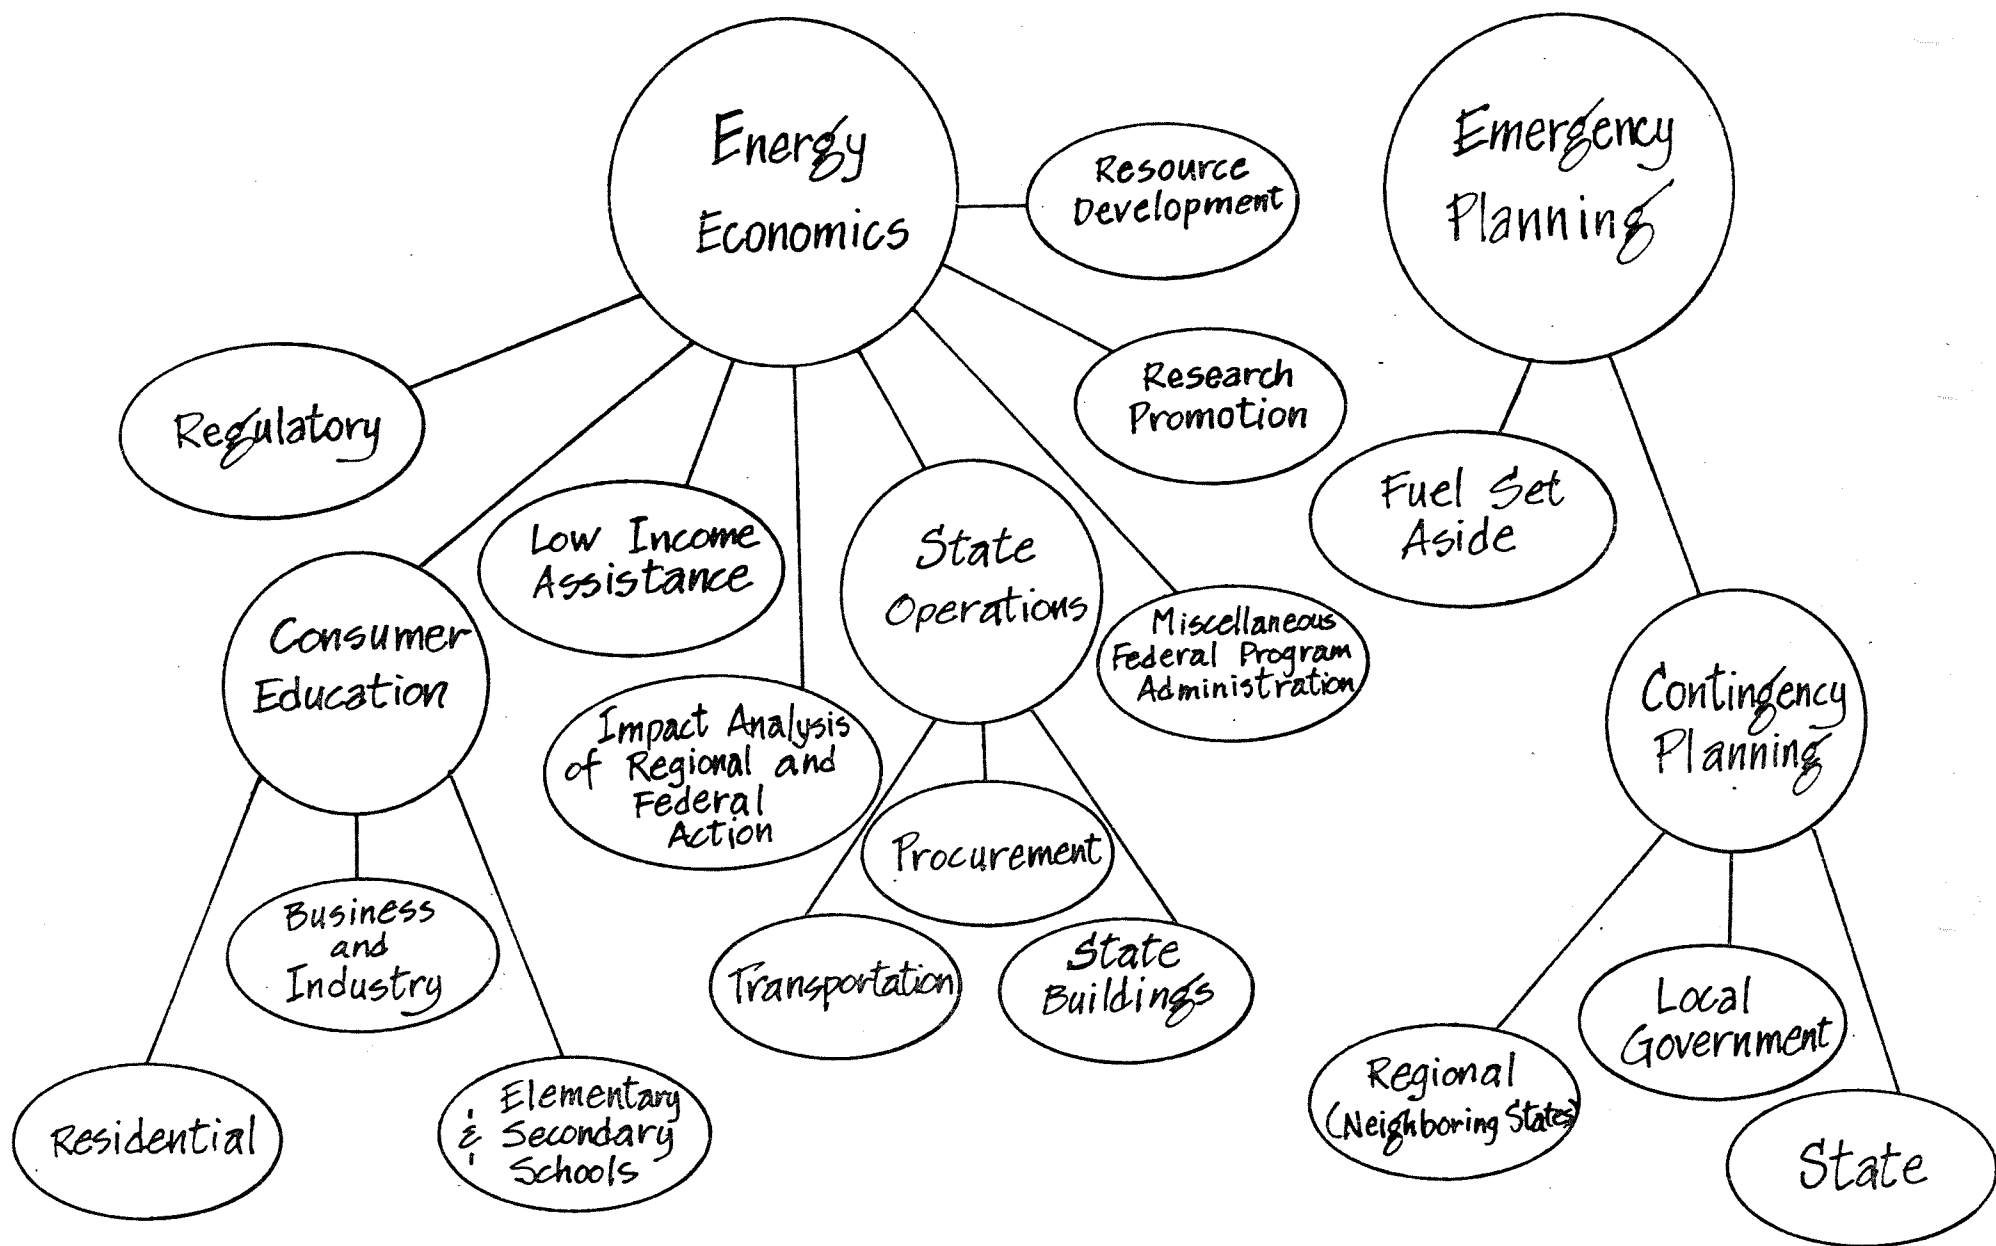 Energy
Economics
Emergency
Planning
Resource
Development
Research
Promotion
Regulatory
Low Income
Assistance
State
Operations
Fuel Set
Aside
Consumer
Education
Miscellaneous
Federal Program
Administration
Contingency
Planning
Impact Analysis
of Regional and
Federal
Action
Procurement
Business
and
Industry
Transportation
State
Buildings
Local
Government
Residential
Elementary
& Secondary
Schools
Regional
(Neighboring States)
State